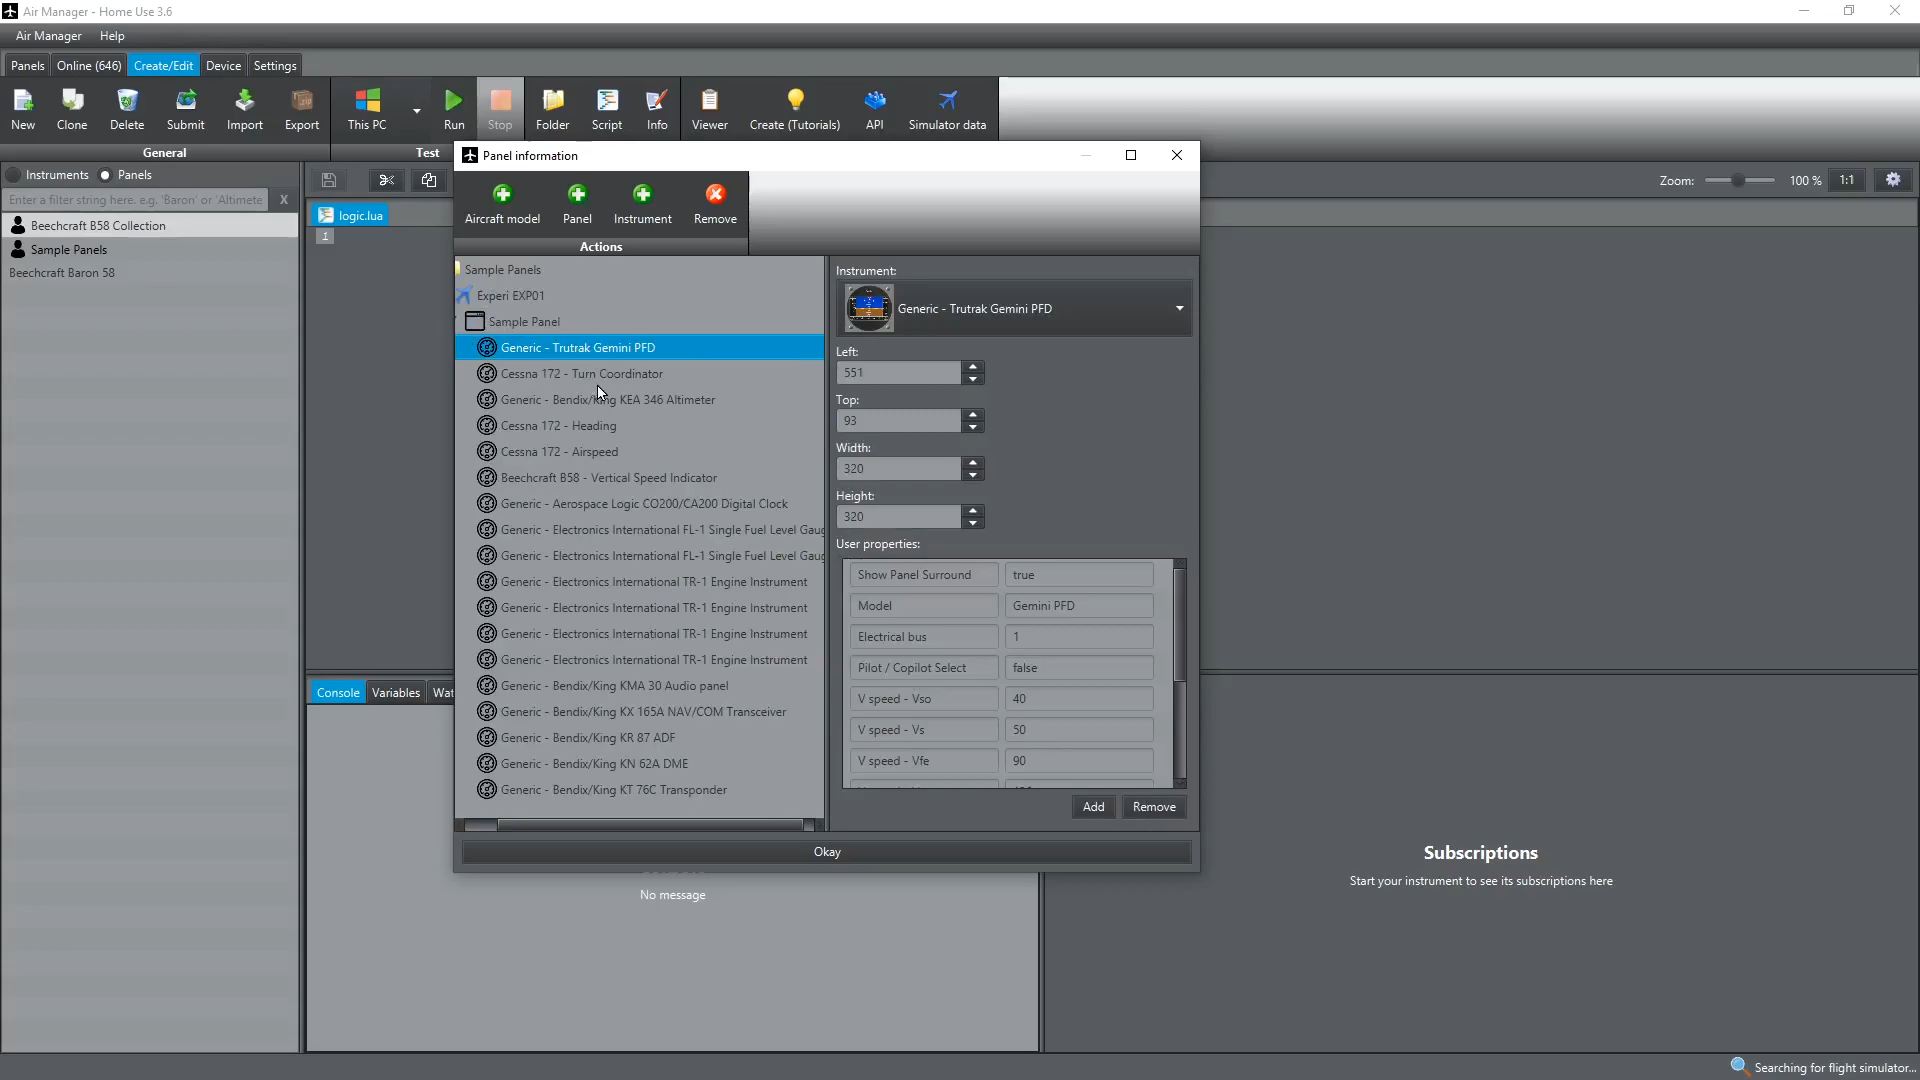 Air Manager - Home Use 3.6
Air Manager Help
Panels Online (646) Create/Edit Device Settings
New Clone Delete Submit Import Export This PC Run Stop Folder Script Info Viewer Create (Tutorials) API Simulator data
General Test
Instruments Panels
Enter a filter string here. e.g. 'Baron' or 'Altimete X
Beechcraft B58 Collection
Sample Panels
Beechcraft Baron 58
Zoom: 100 % 1:1
logic.lua
1
Panel information
Aircraft model Panel Instrument Remove
Actions
Sample Panels
Experi EXP01
Sample Panel
Generic - Trutrak Gemini PFD
Cessna 172 - Turn Coordinator
Generic - Bendix/King KEA 346 Altimeter
Cessna 172 - Heading
Cessna 172 - Airspeed
Beechcraft B58 - Vertical Speed Indicator
Generic - Aerospace Logic CO200/CA200 Digital Clock
Generic - Electronics International FL-1 Single Fuel Level Gaug
Generic - Electronics International FL-1 Single Fuel Level Gaug
Generic - Electronics International TR-1 Engine Instrument
Generic - Electronics International TR-1 Engine Instrument
Generic - Electronics International TR-1 Engine Instrument
Generic - Electronics International TR-1 Engine Instrument
Generic - Bendix/King KMA 30 Audio panel
Generic - Bendix/King KX 165A NAV/COM Transceiver
Generic - Bendix/King KR 87 ADF
Generic - Bendix/King KN 62A DME
Generic - Bendix/King KT 76C Transponder
Instrument:
Generic - Trutrak Gemini PFD
Left:
551
Top:
93
Width:
320
Height:
320
User properties:
Show Panel Surround true
Model Gemini PFD
Electrical bus 1
Pilot / Copilot Select false
V speed - Vso 40
V speed - Vs 50
V speed - Vfe 90
Add Remove
Okay
Console Variables Wat
No message
Subscriptions
Start your instrument to see its subscriptions here
Searching for flight simulator...